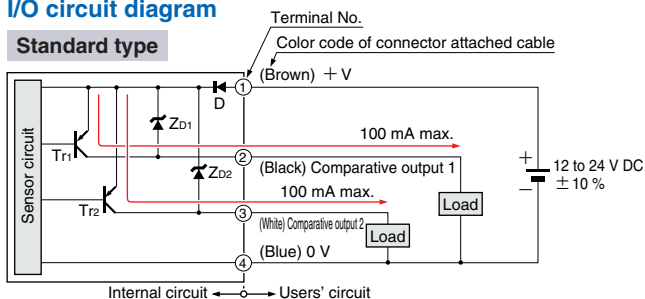 I/O circuit diagram
Terminal No.
Standard type
Color code of connector attached cable
1
(Brown) +V
D
ZD1
100 mA max.
Tr1
2
(Black) Comparative output 1
+
12 to 24 V DC
− ± 10 %
ZD2
100 mA max.
Sensor circuit
Load
Tr2
3
(White) Comparative output 2
Load
(Blue) 0 V
4
Internal circuit
Users' circuit